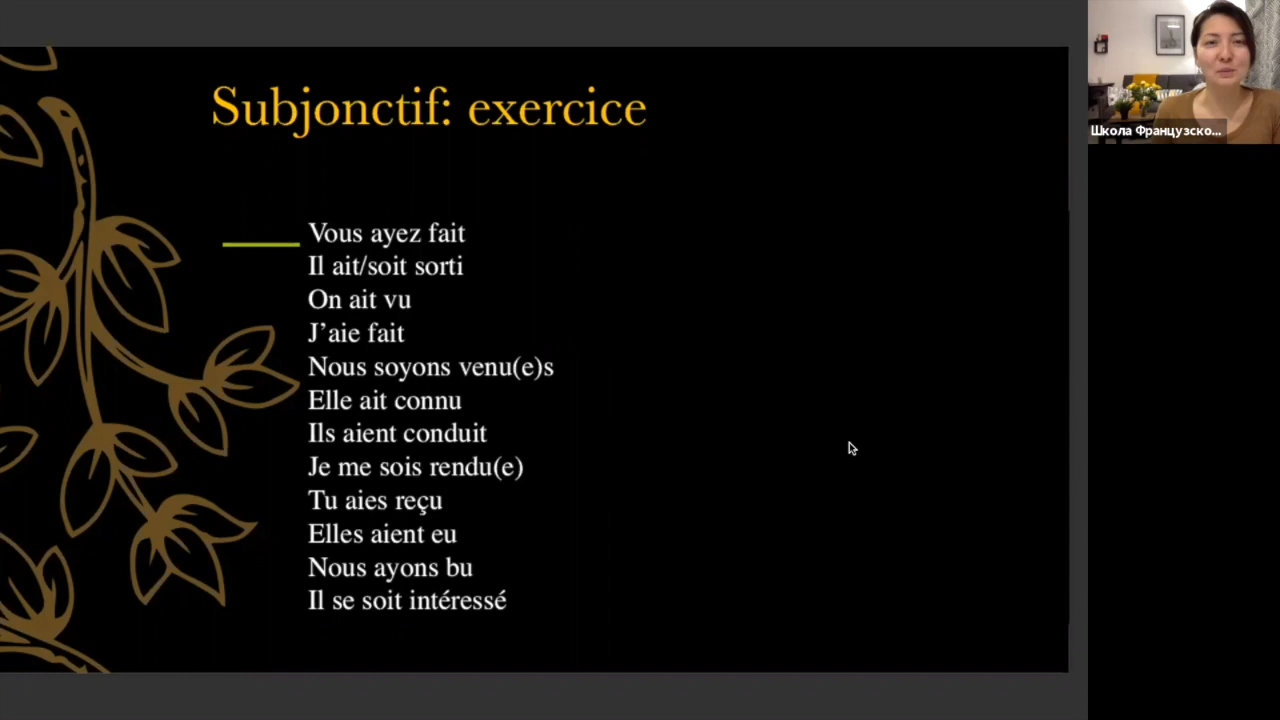 Subjonctif: exercice
Vous ayez fait
Il ait/soit sorti
On ait vu
J’aie fait
Nous soyons venu(e)s
Elle ait connu
Ils aient conduit
Je me sois rendu(e)
Tu aies reçu
Elles aient eu
Nous ayons bu
Il se soit intéressé
Школа Французско...